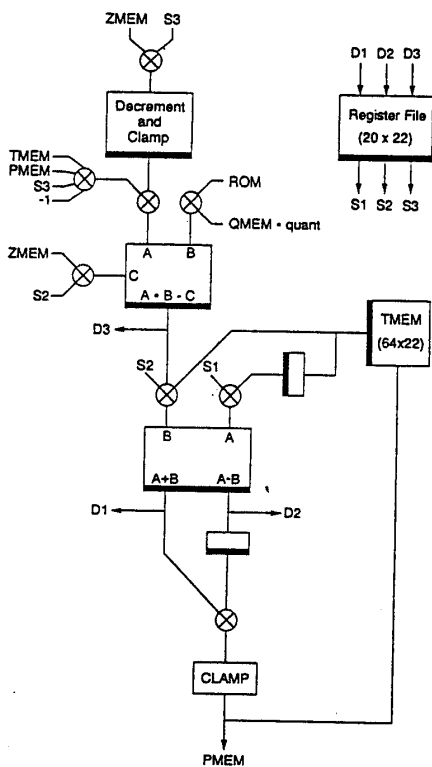 ZMEM S3
D1 D2 D3
Decrement
and
Clamp
Register File
(20 x 22)
S1 S2 S3
TMEM
PMEM
S3
-1
ROM
QMEM • quant
A B
ZMEM
C
S2
A • B - C
D3
TMEM
(64x22)
S2 S1
B A
A+B A-B
D1 D2
CLAMP
PMEM